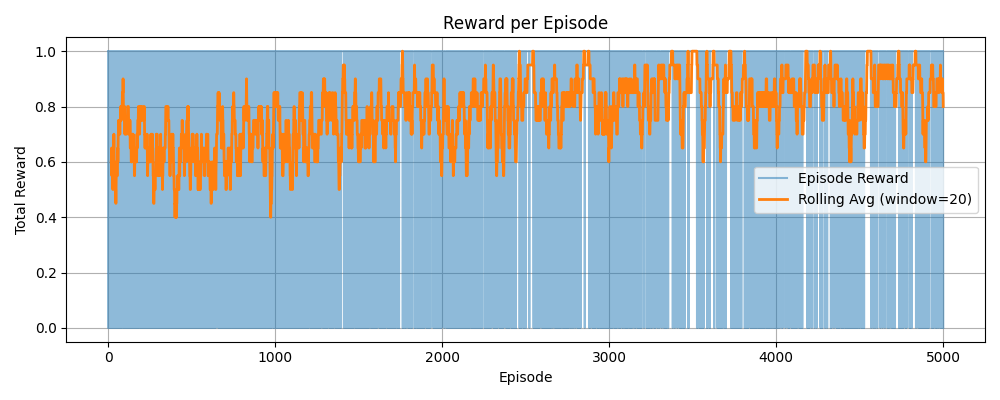 Reward per Episode
Total Reward
1.0
0.8
0.6
0.4
0.2
0.0
Episode Reward
Rolling Avg (window=20)
0 1000 2000 3000 4000 5000
Episode